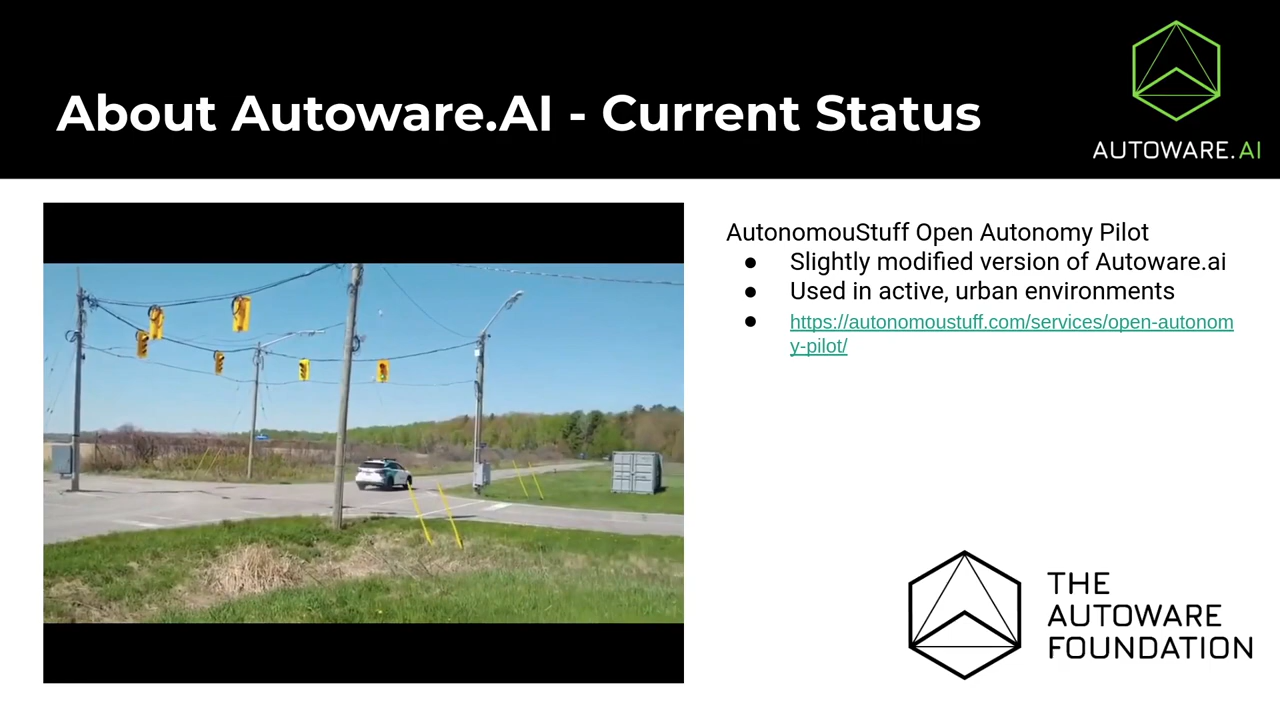 About Autoware.AI - Current Status
AUTOWARE.AI
AutonomouStuff Open Autonomy Pilot
● Slightly modified version of Autoware.ai
● Used in active, urban environments
● https://autonomoustuff.com/services/open-autonom
y-pilot/
THE
AUTOWARE
FOUNDATION